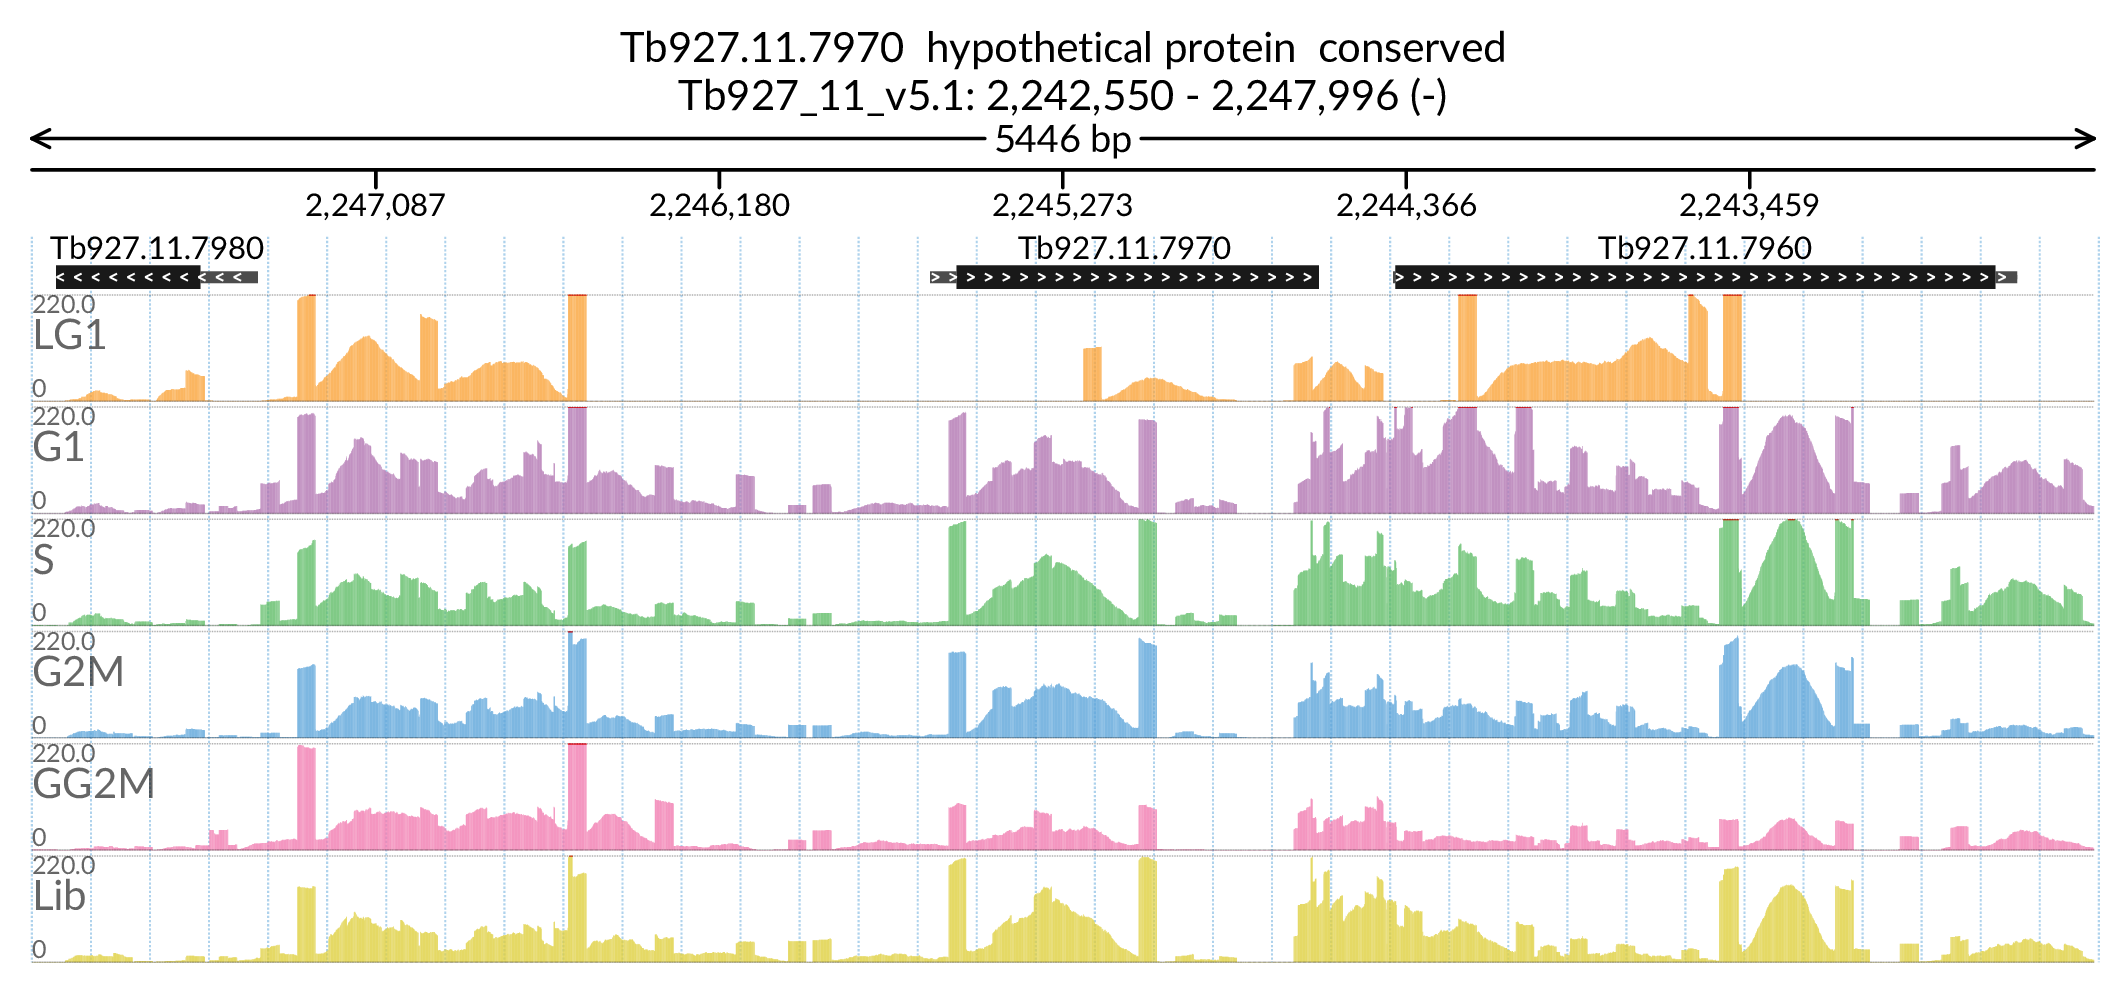 Tb927.11.7970 hypothetical protein conserved
Tb927_11_v5.1: 2,242,550 - 2,247,996 (-)
5446 bp
2,247,087 2,246,180 2,245,273 2,244,366 2,243,459
Tb927.11.7980 Tb927.11.7970 Tb927.11.7960
220.0
LG1
0
220.0
G1
0
220.0
S
0
220.0
G2M
0
220.0
GG2M
0
220.0
Lib
0